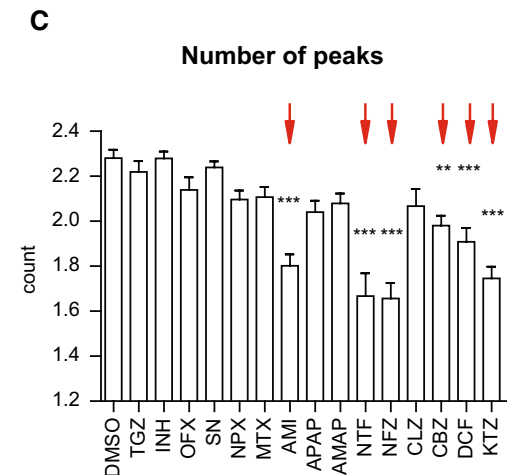 C
Number of peaks
2.4
2.2
2.0
1.8
1.6
1.4
1.2
count
***
*** ***
** ***
***
DMSO
TGZ
INH
OFX
SN
NPX
MTX
AMI
APAP
AMAP
NTF
NFZ
CLZ
CBZ
DCF
KTZ